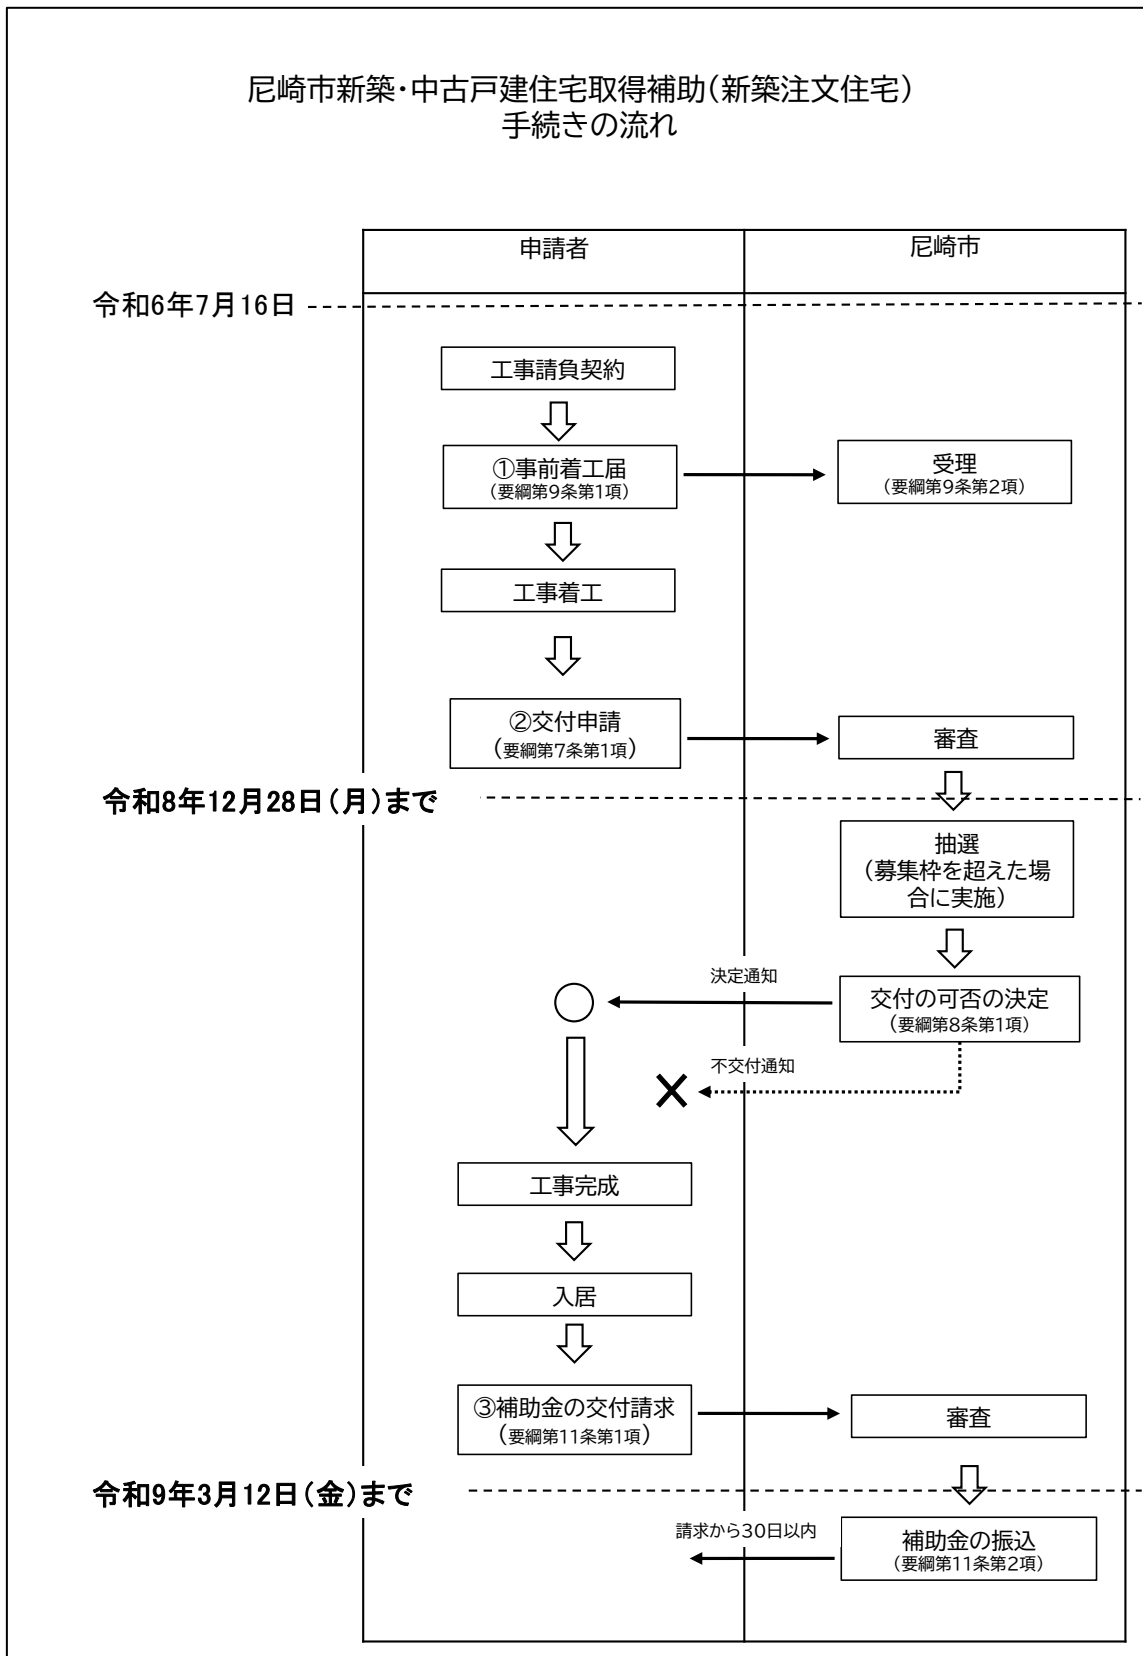 尼崎市新築・中古戸建住宅取得補助（新築注文住宅）
手続きの流れ
申請者
尼崎市
令和6年7月16日
工事請負契約
①事前着工届
（要綱第9条第1項）
受理
（要綱第9条第2項）
工事着工
②交付申請
（要綱第7条第1項）
審査
令和8年12月28日（月）まで
抽選
（募集枠を超えた場
合に実施）
決定通知
交付の可否の決定
（要綱第8条第1項）
不交付通知
工事完成
入居
③補助金の交付請求
（要綱第11条第1項）
審査
令和9年3月12日（金）まで
請求から30日以内
補助金の振込
（要綱第11条第2項）